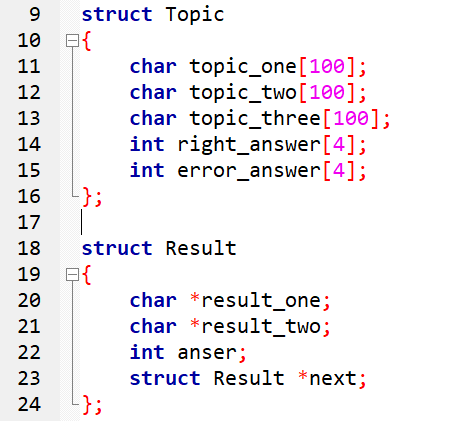 9 struct Topic
10 {
11 char topic_one[100];
12 char topic_two[100];
13 char topic_three[100];
14 int right_answer[4];
15 int error_answer[4];
16 };
17
18 struct Result
19 {
20 char *result_one;
21 char *result_two;
22 int anser;
23 struct Result *next;
24 };